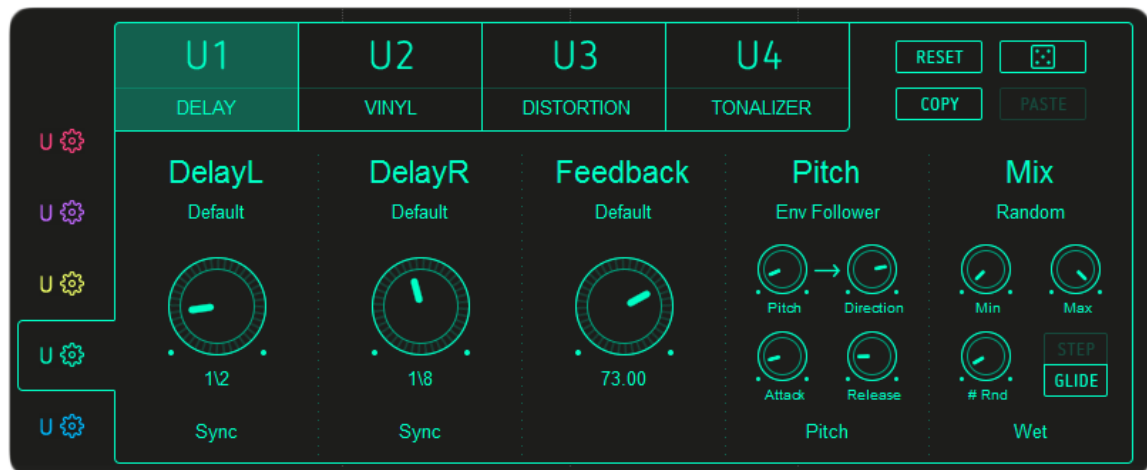 U1 U2 U3 U4
DELAY VINYL DISTORTION TONALIZER
RESET
COPY PASTE
U
U
U
U
U
DelayL DelayR Feedback Pitch Mix
Default Default Default Env Follower Random
Pitch Direction Min Max
1\2 1\8 73.00
Attack Release # Rnd
STEP
GLIDE
Sync Sync Pitch Wet